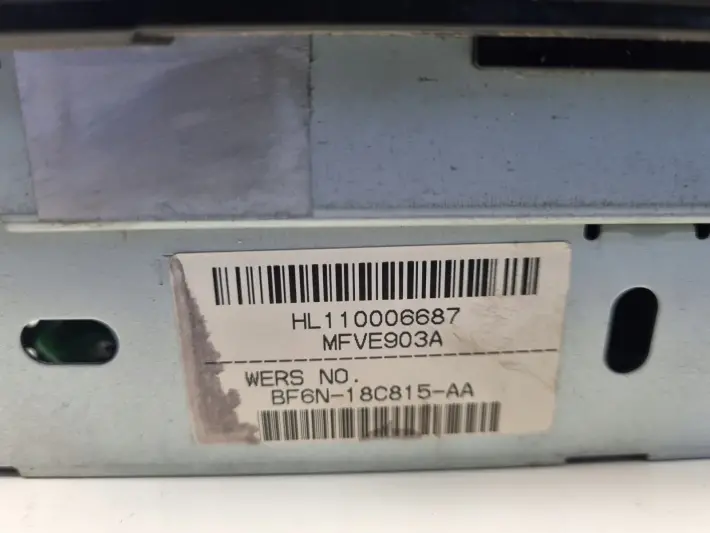 HL110006687
MFVE903A
WERS NO.
BF6N-18C815-AA